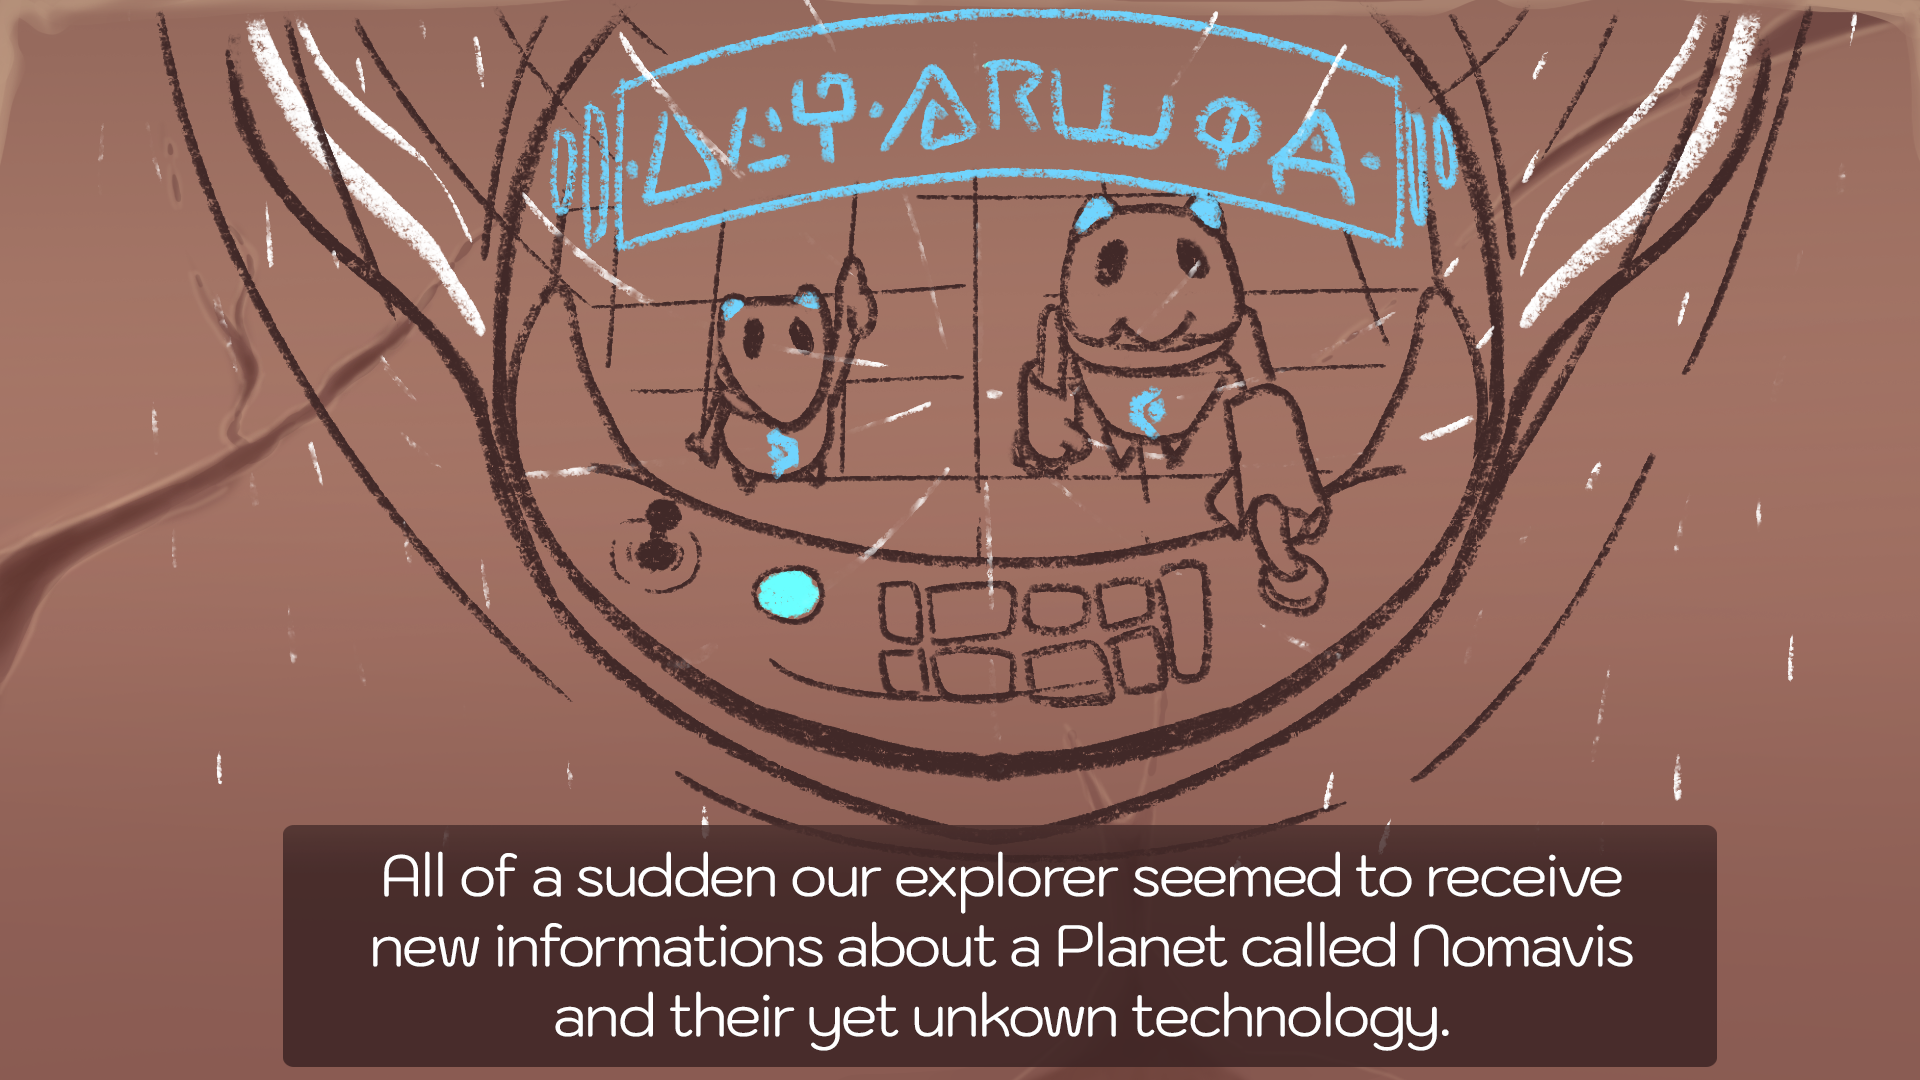 All of a sudden our explorer seemed to receive
new informations about a Planet called Nomavis
and their yet unkown technology.